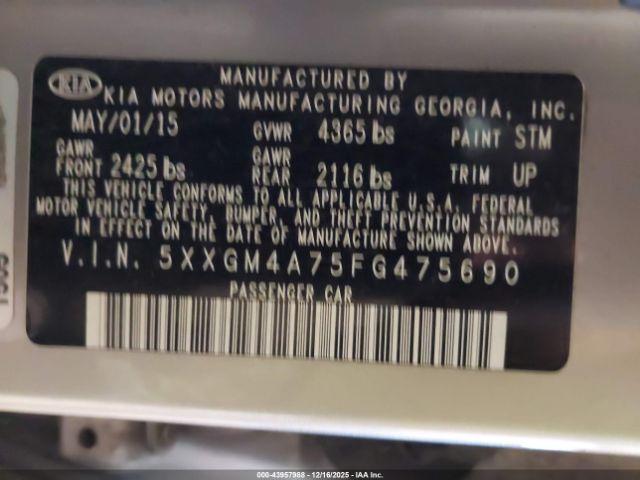 KIA
MANUFACTURED BY
KIA MOTORS MANUFACTURING GEORGIA, INC.
MAY/01/15 GVWR 4365 lbs PAINT STM
GAWR FRONT 2425 lbs GAWR REAR 2116 lbs TRIM UP
THIS VEHICLE CONFORMS TO ALL APPLICABLE U.S.A. FEDERAL
MOTOR VEHICLE SAFETY, BUMPER, AND THEFT PREVENTION STANDARDS
IN EFFECT ON THE DATE OF MANUFACTURE SHOWN ABOVE.
V.I.N. 5XXGM4A75FG475690
PASSENGER CAR
000-43957988 - 12/16/2025 - IAA Inc.